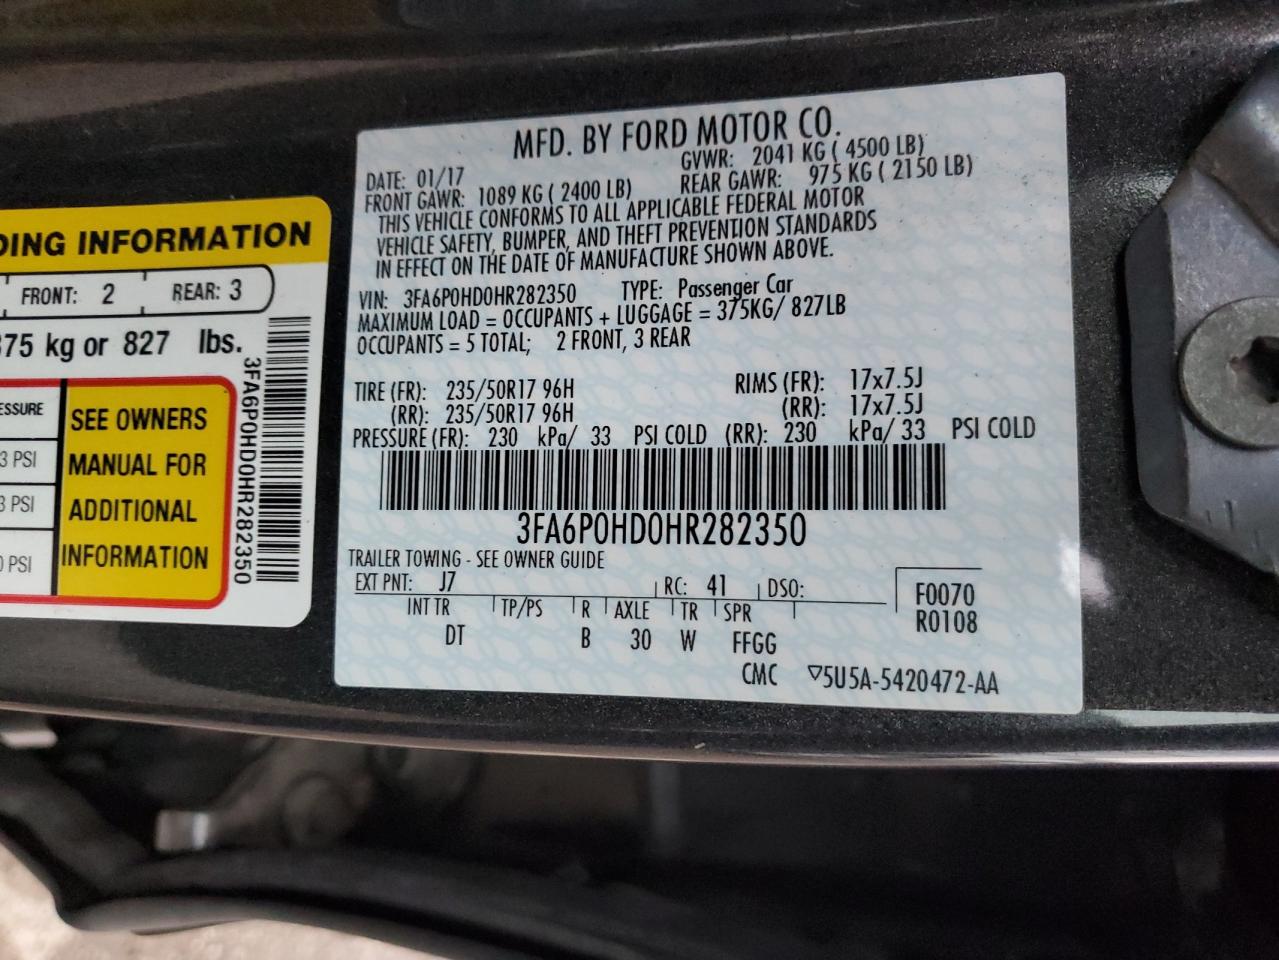 DING INFORMATION
FRONT: 2 REAR: 3
375 kg or 827 lbs.
3FA6P0HD0HR282350
ESSURE
3 PSI
3 PSI
0 PSI
SEE OWNERS
MANUAL FOR
ADDITIONAL
INFORMATION
MFD. BY FORD MOTOR CO.
DATE: 01/17 GVWR: 2041 KG ( 4500 LB)
FRONT GAWR: 1089 KG ( 2400 LB) REAR GAWR: 975 KG ( 2150 LB)
THIS VEHICLE CONFORMS TO ALL APPLICABLE FEDERAL MOTOR
VEHICLE SAFETY, BUMPER, AND THEFT PREVENTION STANDARDS
IN EFFECT ON THE DATE OF MANUFACTURE SHOWN ABOVE.
VIN: 3FA6P0HD0HR282350 TYPE: Passenger Car
MAXIMUM LOAD = OCCUPANTS + LUGGAGE = 375KG/ 827LB
OCCUPANTS = 5 TOTAL; 2 FRONT, 3 REAR
TIRE (FR): 235/50R17 96H RIMS (FR): 17x7.5J
(RR): 235/50R17 96H (RR): 17x7.5J
PRESSURE (FR): 230 kPa/ 33 PSI COLD (RR): 230 kPa/ 33 PSI COLD
3FA6P0HD0HR282350
TRAILER TOWING - SEE OWNER GUIDE
EXT PNT: J7 RC: 41 DSO:
INT TR TP/PS R AXLE TR SPR
DT B 30 W FFGG
F0070
R0108
CMC ▽5U5A-5420472-AA